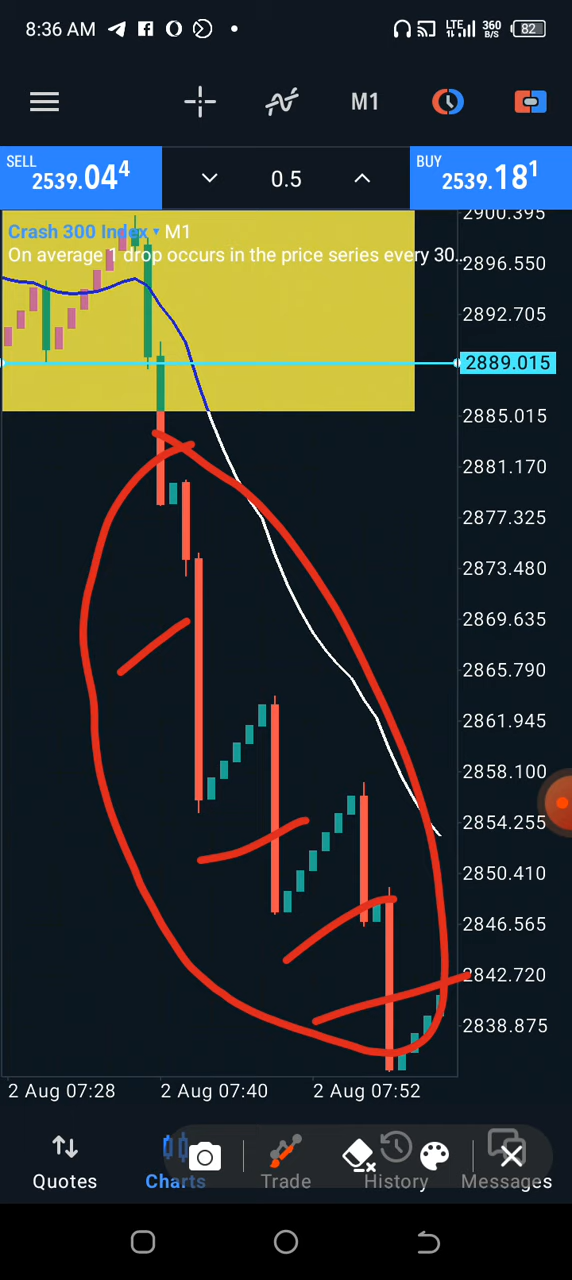 8:36 AM
LTE
360 B/S
82
M1
SELL
2539.04⁴
0.5
BUY
2539.18¹
Crash 300 Index ▾ M1
On average 1 drop occurs in the price series every 30...
2900.395
2896.550
2892.705
2889.015
2885.015
2881.170
2877.325
2873.480
2869.635
2865.790
2861.945
2858.100
2854.255
2850.410
2846.565
2842.720
2838.875
2 Aug 07:28
2 Aug 07:40
2 Aug 07:52
Quotes
Charts
Trade
History
Messages